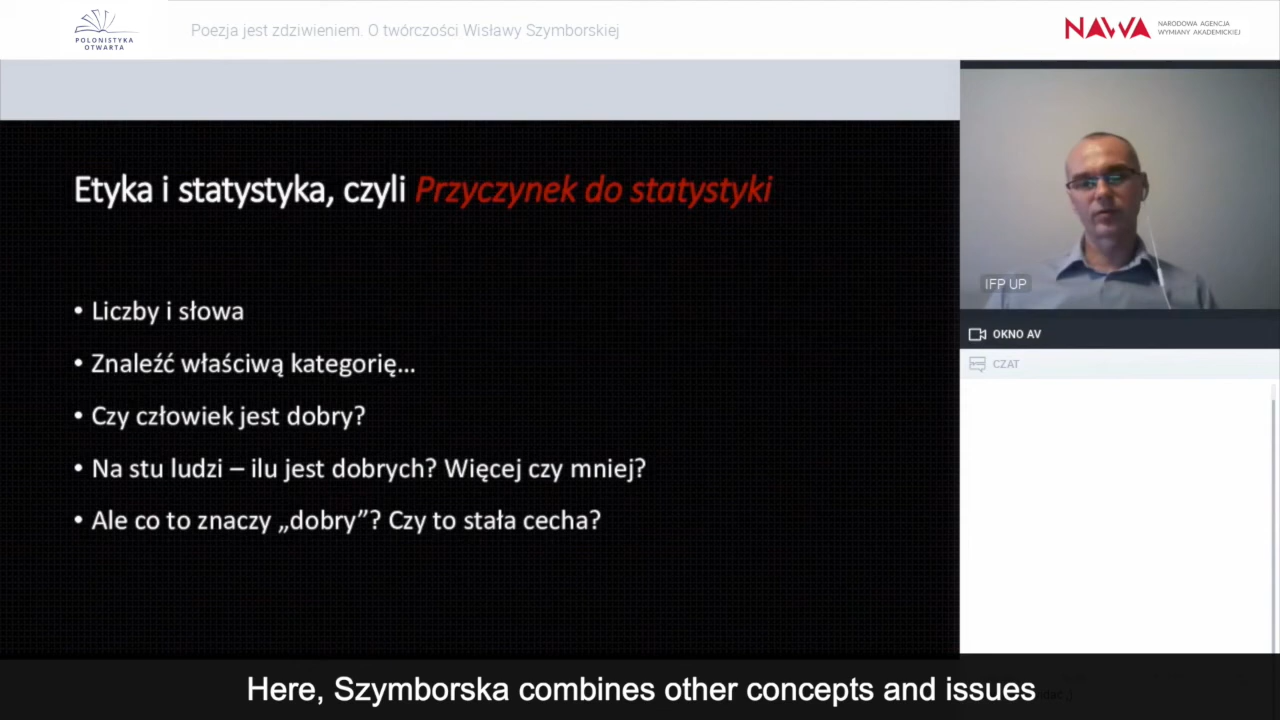 POLONISTYKA
OTWARTA
Poezja jest zdziwieniem. O twórczości Wisławy Szymborskiej
NAWA
NARODOWA AGENCJA
WYMIANY AKADEMICKIEJ
Etyka i statystyka, czyli Przyczynek do statystyki
• Liczby i słowa
• Znaleźć właściwą kategorię...
• Czy człowiek jest dobry?
• Na stu ludzi – ilu jest dobrych? Więcej czy mniej?
• Ale co to znaczy „dobry”? Czy to stała cecha?
IFP UP
OKNO AV
CZAT
Here, Szymborska combines other concepts and issues